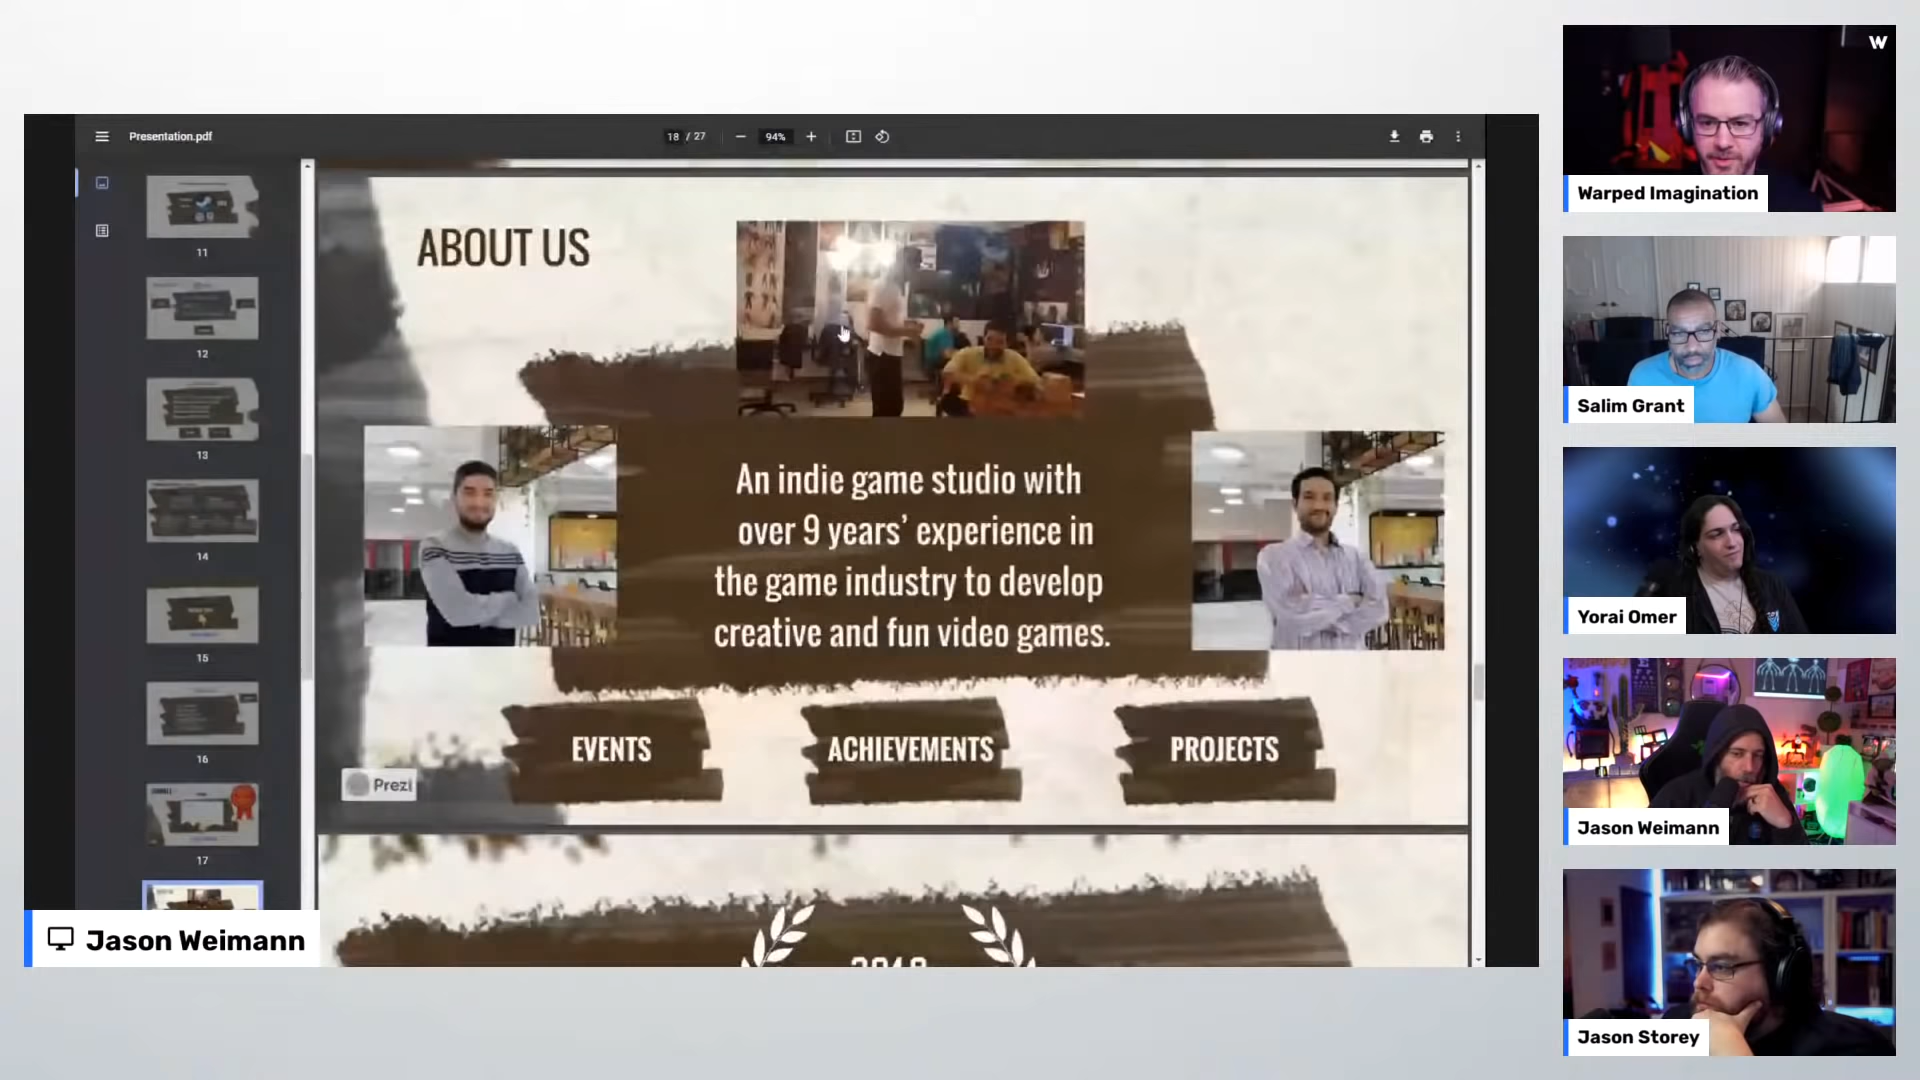 Presentation.pdf
18 / 27
94%
11
12
13
14
15
16
17
ABOUT US
An indie game studio with
over 9 years’ experience in
the game industry to develop
creative and fun video games.
EVENTS
ACHIEVEMENTS
PROJECTS
Prezi
Jason Weimann
W
Warped Imagination
Salim Grant
Yorai Omer
Jason Weimann
Jason Storey